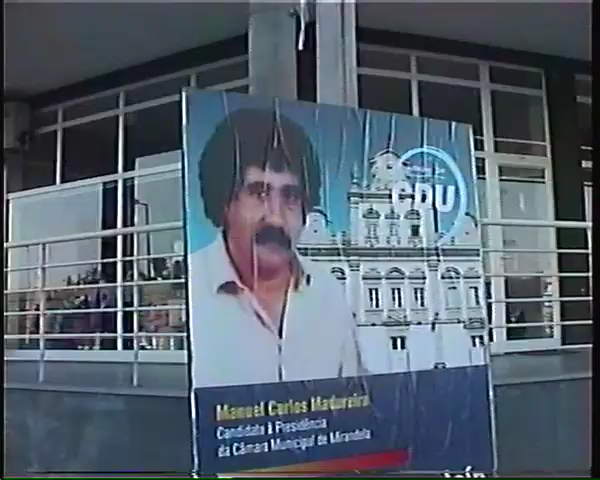 CDU
Manuel Carlos Madureira
Candidato à Presidência
da Câmara Municipal de Mirandela